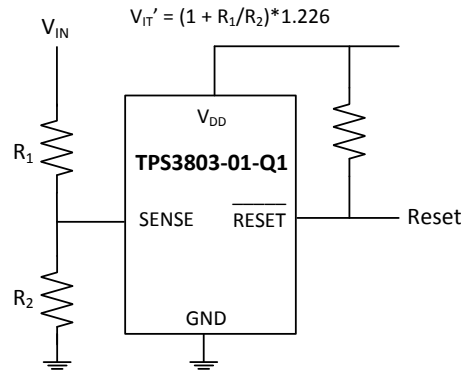 V_IT' = (1 + R₁/R₂)*1.226
V_IN
V_DD
R₁
TPS3803-01-Q1
SENSE
RESET
Reset
R₂
GND